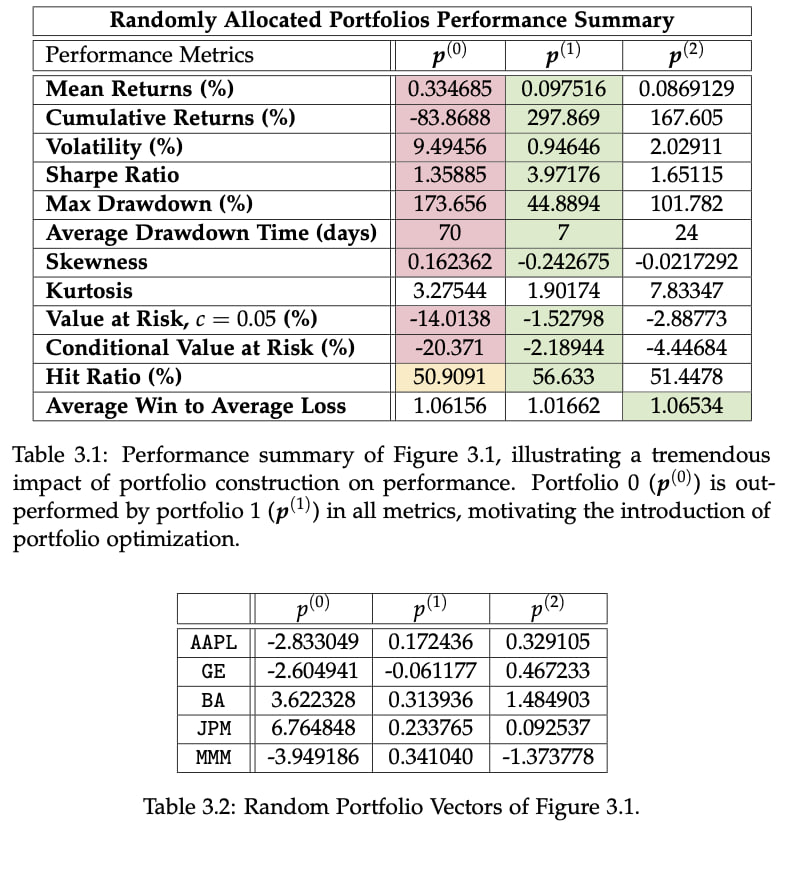 Randomly Allocated Portfolios Performance Summary
Performance Metrics p(0) p(1) p(2)
Mean Returns (%) 0.334685 0.097516 0.0869129
Cumulative Returns (%) -83.8688 297.869 167.605
Volatility (%) 9.49456 0.94646 2.02911
Sharpe Ratio 1.35885 3.97176 1.65115
Max Drawdown (%) 173.656 44.8894 101.782
Average Drawdown Time (days) 70 7 24
Skewness 0.162362 -0.242675 -0.0217292
Kurtosis 3.27544 1.90174 7.83347
Value at Risk, c = 0.05 (%) -14.0138 -1.52798 -2.88773
Conditional Value at Risk (%) -20.371 -2.18944 -4.44684
Hit Ratio (%) 50.9091 56.633 51.4478
Average Win to Average Loss 1.06156 1.01662 1.06534
Table 3.1: Performance summary of Figure 3.1, illustrating a tremendous
impact of portfolio construction on performance. Portfolio 0 (p(0)) is out-
performed by portfolio 1 (p(1)) in all metrics, motivating the introduction of
portfolio optimization.
p(0) p(1) p(2)
AAPL -2.833049 0.172436 0.329105
GE -2.604941 -0.061177 0.467233
BA 3.622328 0.313936 1.484903
JPM 6.764848 0.233765 0.092537
MMM -3.949186 0.341040 -1.373778
Table 3.2: Random Portfolio Vectors of Figure 3.1.